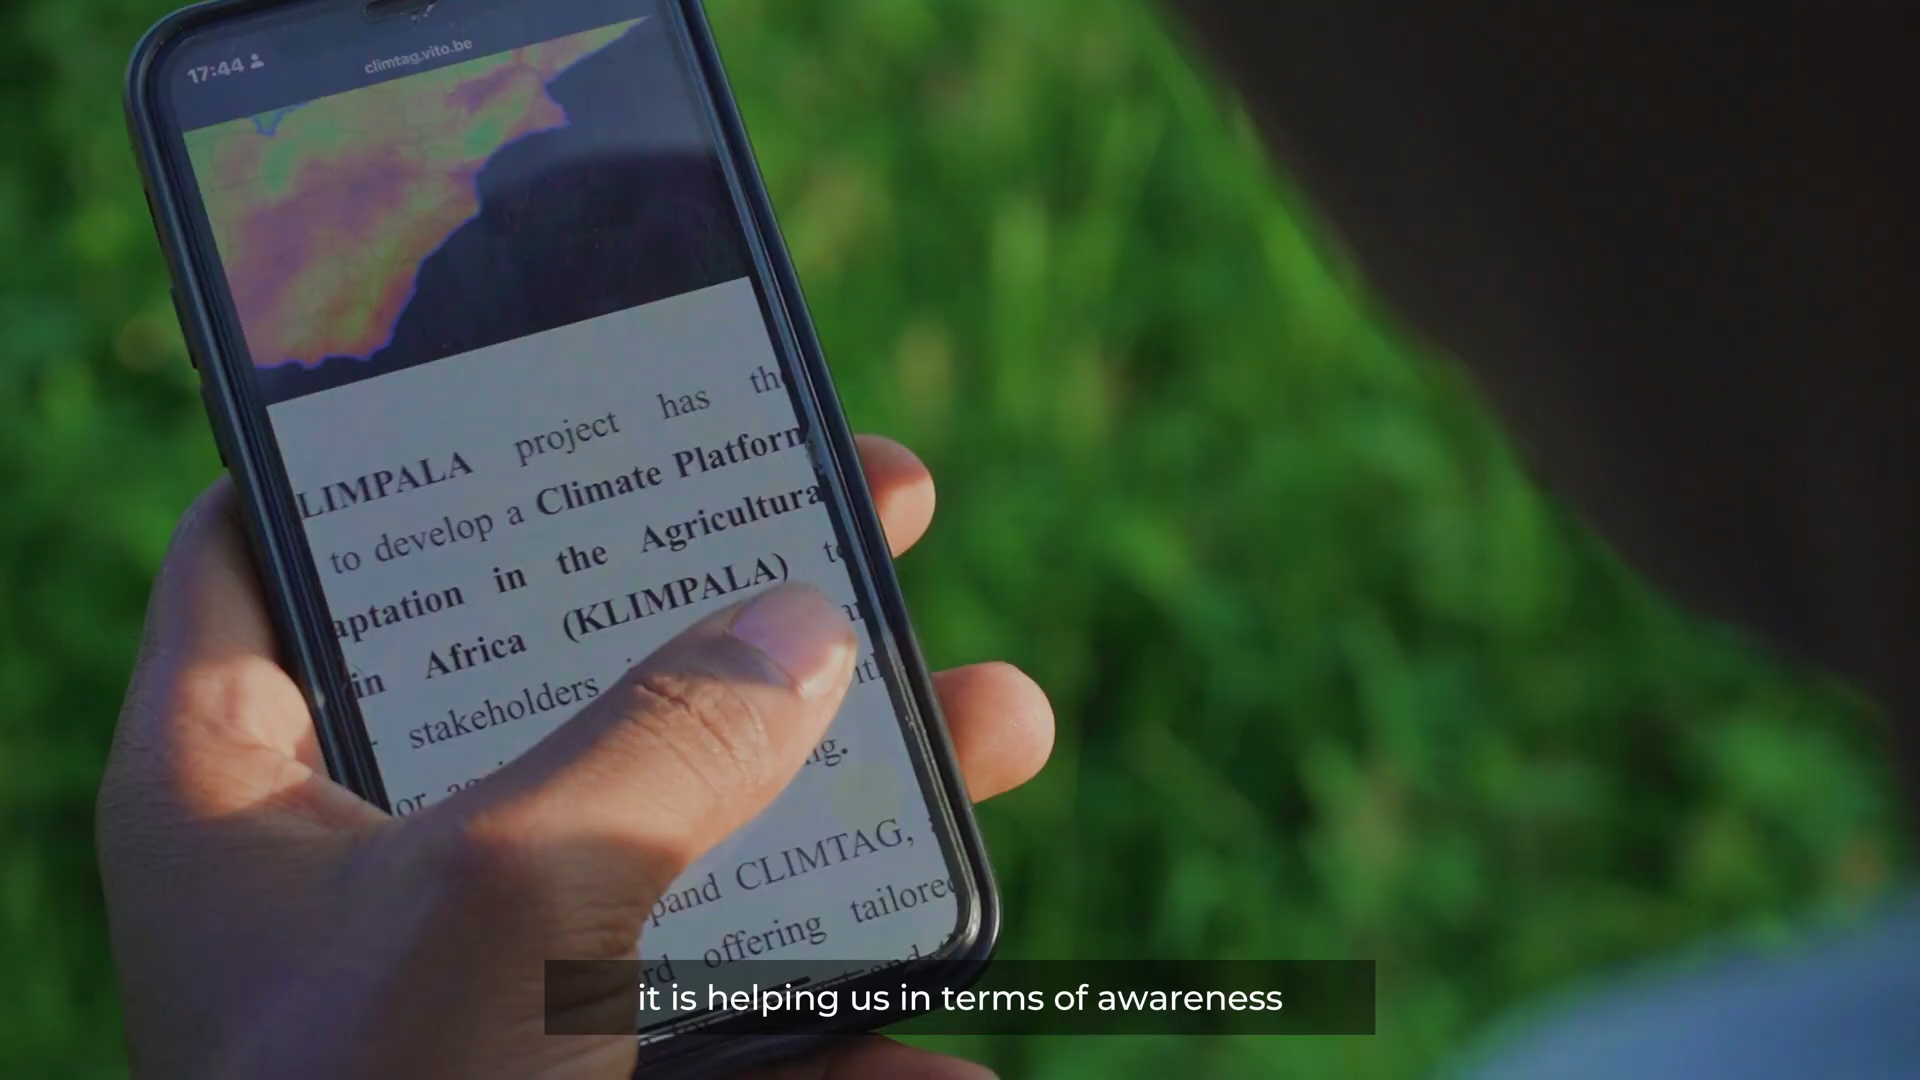 17:44
climtag.vito.be
LIMPALA project has the
to develop a Climate Platform
aptation in the Agricultura
in Africa (KLIMPALA) to
stakeholders
CLIMTAG,
offering tailored
it is helping us in terms of awareness